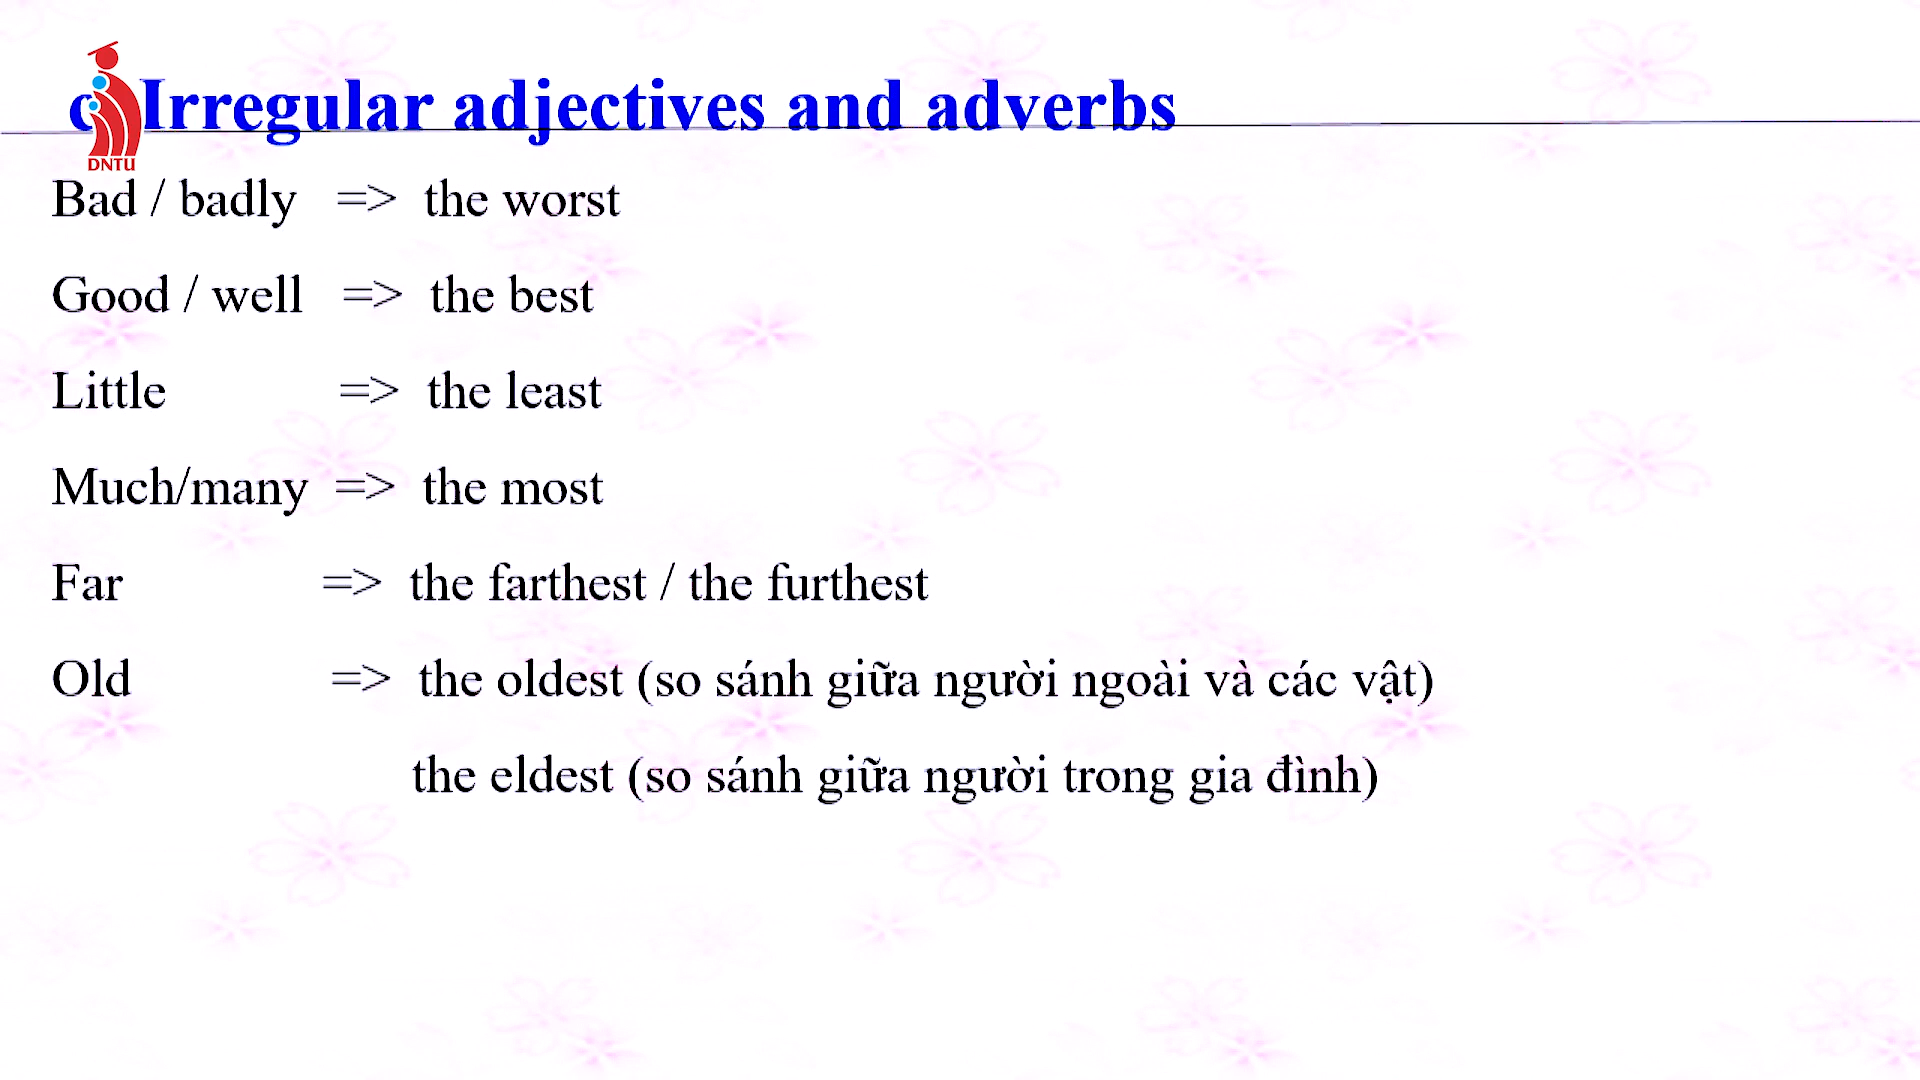 c. Irregular adjectives and adverbs
DNTU
Bad / badly => the worst
Good / well => the best
Little => the least
Much/many => the most
Far => the farthest / the furthest
Old => the oldest (so sánh giữa người ngoài và các vật)
the eldest (so sánh giữa người trong gia đình)